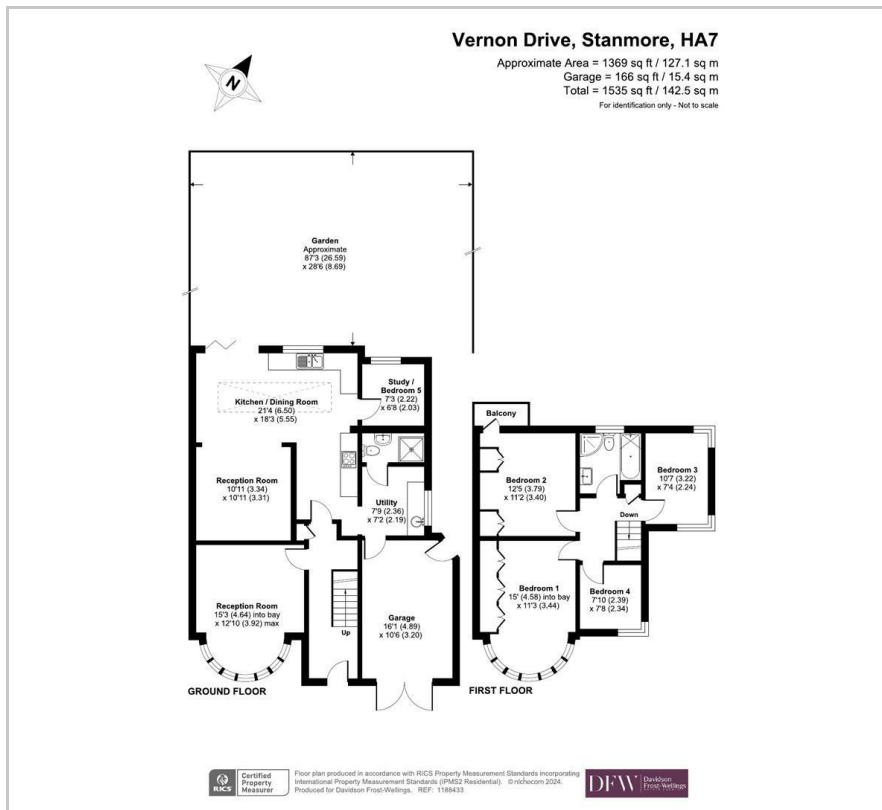 Vernon Drive, Stanmore, HA7
Approximate Area = 1369 sq ft / 127.1 sq m
Garage = 166 sq ft / 15.4 sq m
Total = 1535 sq ft / 142.5 sq m
For identification only - Not to scale
N
Garden
Approximate
87'3 (26.59)
x 28'6 (8.69)
Kitchen / Dining Room
21'4 (6.50)
x 18'3 (5.55)
Study /
Bedroom 5
7'3 (2.22)
x 6'8 (2.03)
Reception Room
10'11 (3.34)
x 10'11 (3.31)
Utility
7'9 (2.36)
x 7'2 (2.19)
Reception Room
15'3 (4.64) into bay
x 12'10 (3.92) max
Up
Garage
16'1 (4.89)
x 10'6 (3.20)
GROUND FLOOR
Balcony
Bedroom 2
12'5 (3.79)
x 11'2 (3.40)
Bedroom 3
10'7 (3.22)
x 7'4 (2.24)
Down
Bedroom 1
15' (4.58) into bay
x 11'3 (3.44)
Bedroom 4
7'10 (2.39)
x 7'8 (2.34)
FIRST FLOOR
RICS
Certified
Property
Measurer
Floor plan produced in accordance with RICS Property Measurement Standards incorporating
International Property Measurement Standards (IPMS2 Residential). © nichecom 2024.
Produced for Davidson Frost-Wellings. REF: 1188433
DFW
Davidson
Frost-Wellings